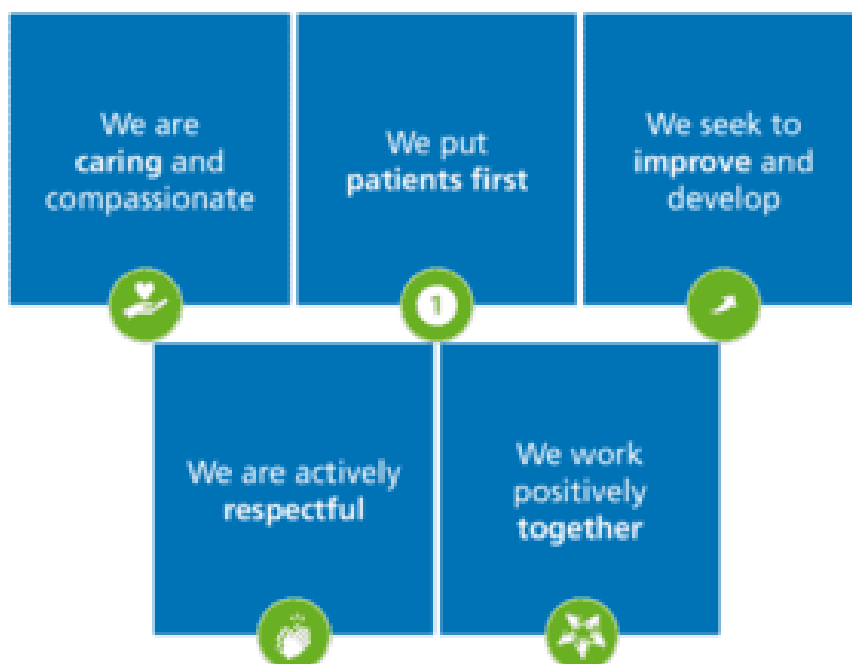 We are
caring and
compassionate
We put
patients first
We seek to
improve and
develop
1
We are actively
respectful
We work
positively
together